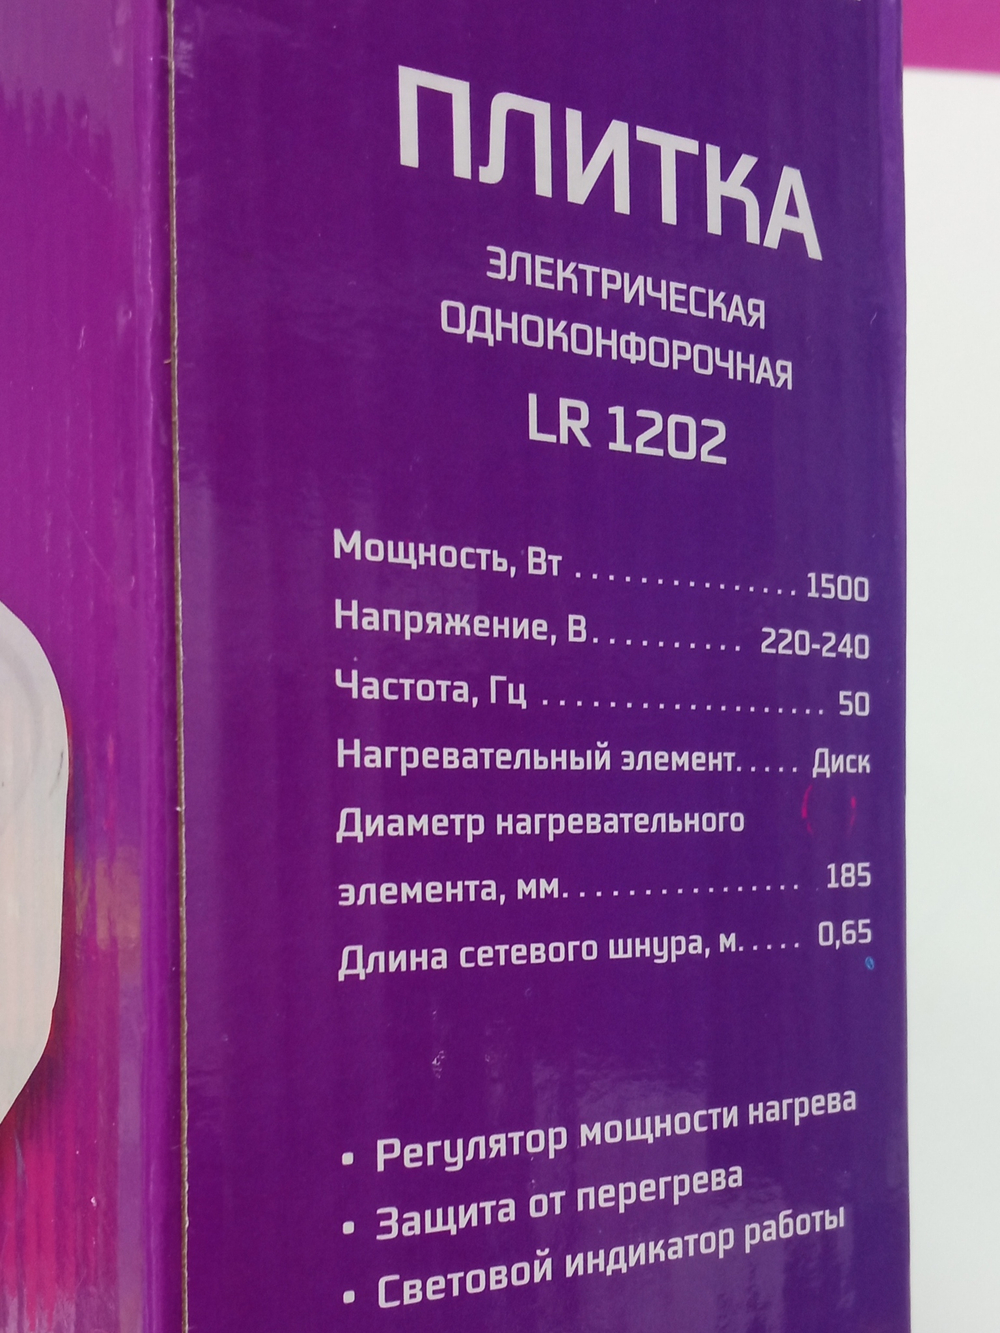 ПЛИТКА
ЭЛЕКТРИЧЕСКАЯ
ОДНОКОНФОРОЧНАЯ
LR 1202
Мощность, Вт ............... 1500
Напряжение, В.......... 220-240
Частота, Гц ................... 50
Нагревательный элемент..... Диск
Диаметр нагревательного
элемента, мм................ 185
Длина сетевого шнура, м..... 0,65
• Регулятор мощности нагрева
• Защита от перегрева
• Световой индикатор работы